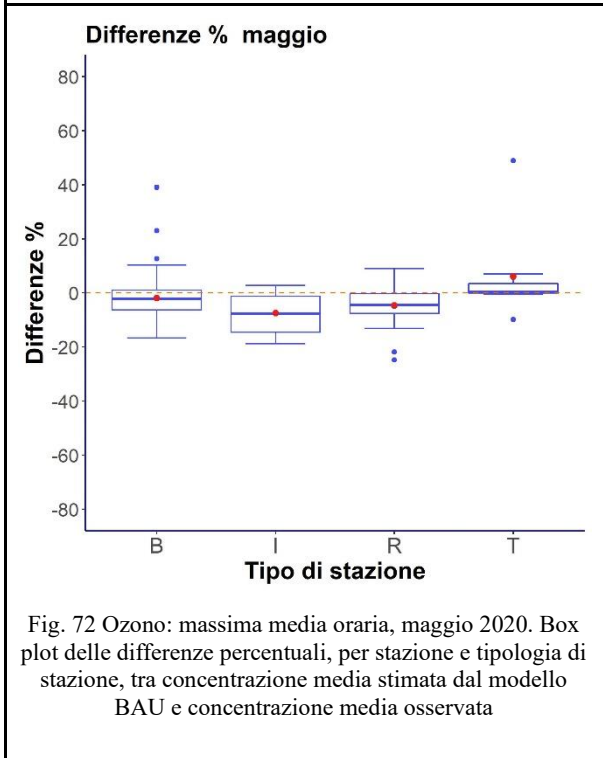 Differenze % maggio
80
60
40
20
0
-20
-40
-60
-80
Differenze %
B I R T
Tipo di stazione
Fig. 72 Ozono: massima media oraria, maggio 2020. Box
plot delle differenze percentuali, per stazione e tipologia di
stazione, tra concentrazione media stimata dal modello
BAU e concentrazione media osservata